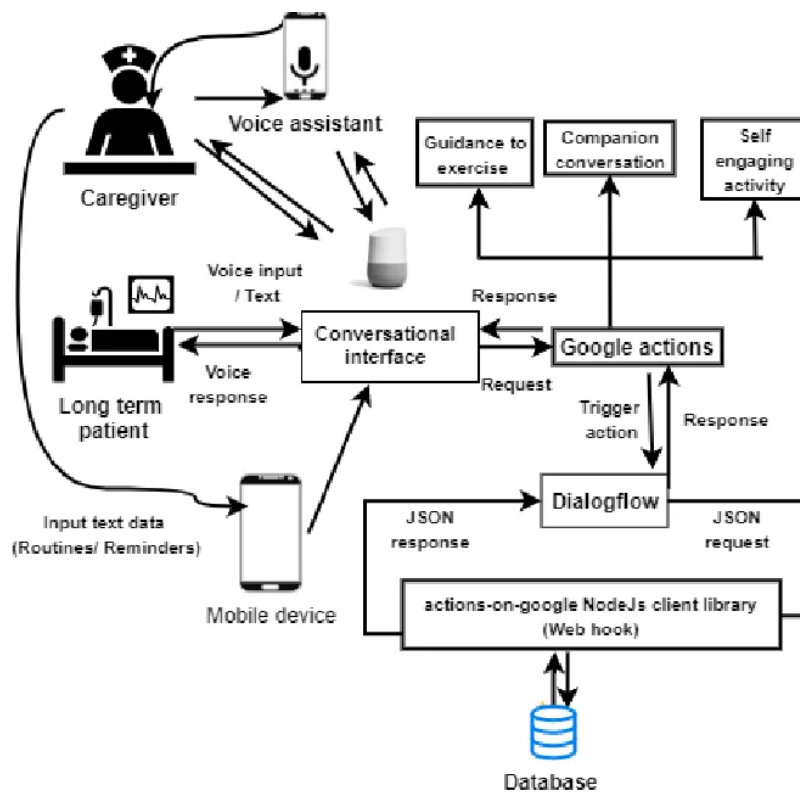 Voice assistant
Caregiver
Guidance to
exercise
Companion
conversation
Self
engaging
activity
Voice input
/ Text
Voice
response
Long term
patient
Conversational
interface
Response
Request
Google actions
Trigger
action
Response
Input text data
(Routines/ Reminders)
Mobile device
Dialogflow
JSON
response
JSON
request
actions-on-google NodeJs client library
(Web hook)
Database